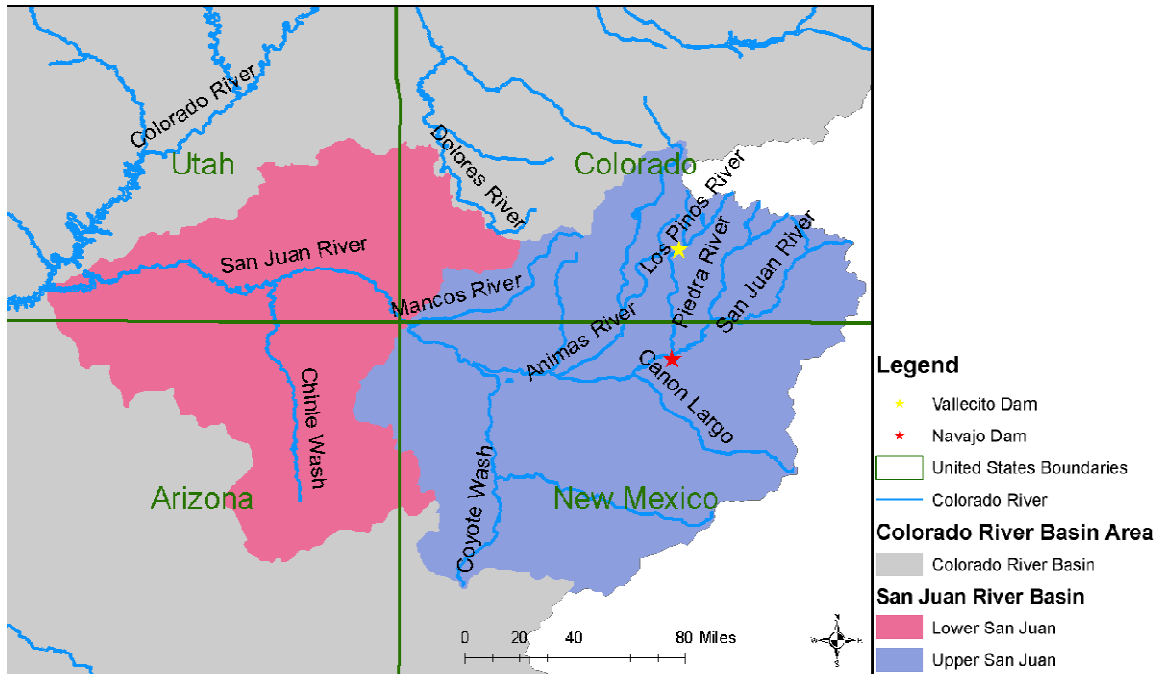 Colorado River
Utah
Dolores River
Colorado
Los Pinos River
Piedra River
San Juan River
San Juan River
Mancos River
Animas River
Canon Largo
Chinle Wash
Coyote Wash
Arizona
New Mexico
0 20 40 80 Miles
N
W E
S
Legend
Vallecito Dam
Navajo Dam
United States Boundaries
Colorado River
Colorado River Basin Area
Colorado River Basin
San Juan River Basin
Lower San Juan
Upper San Juan